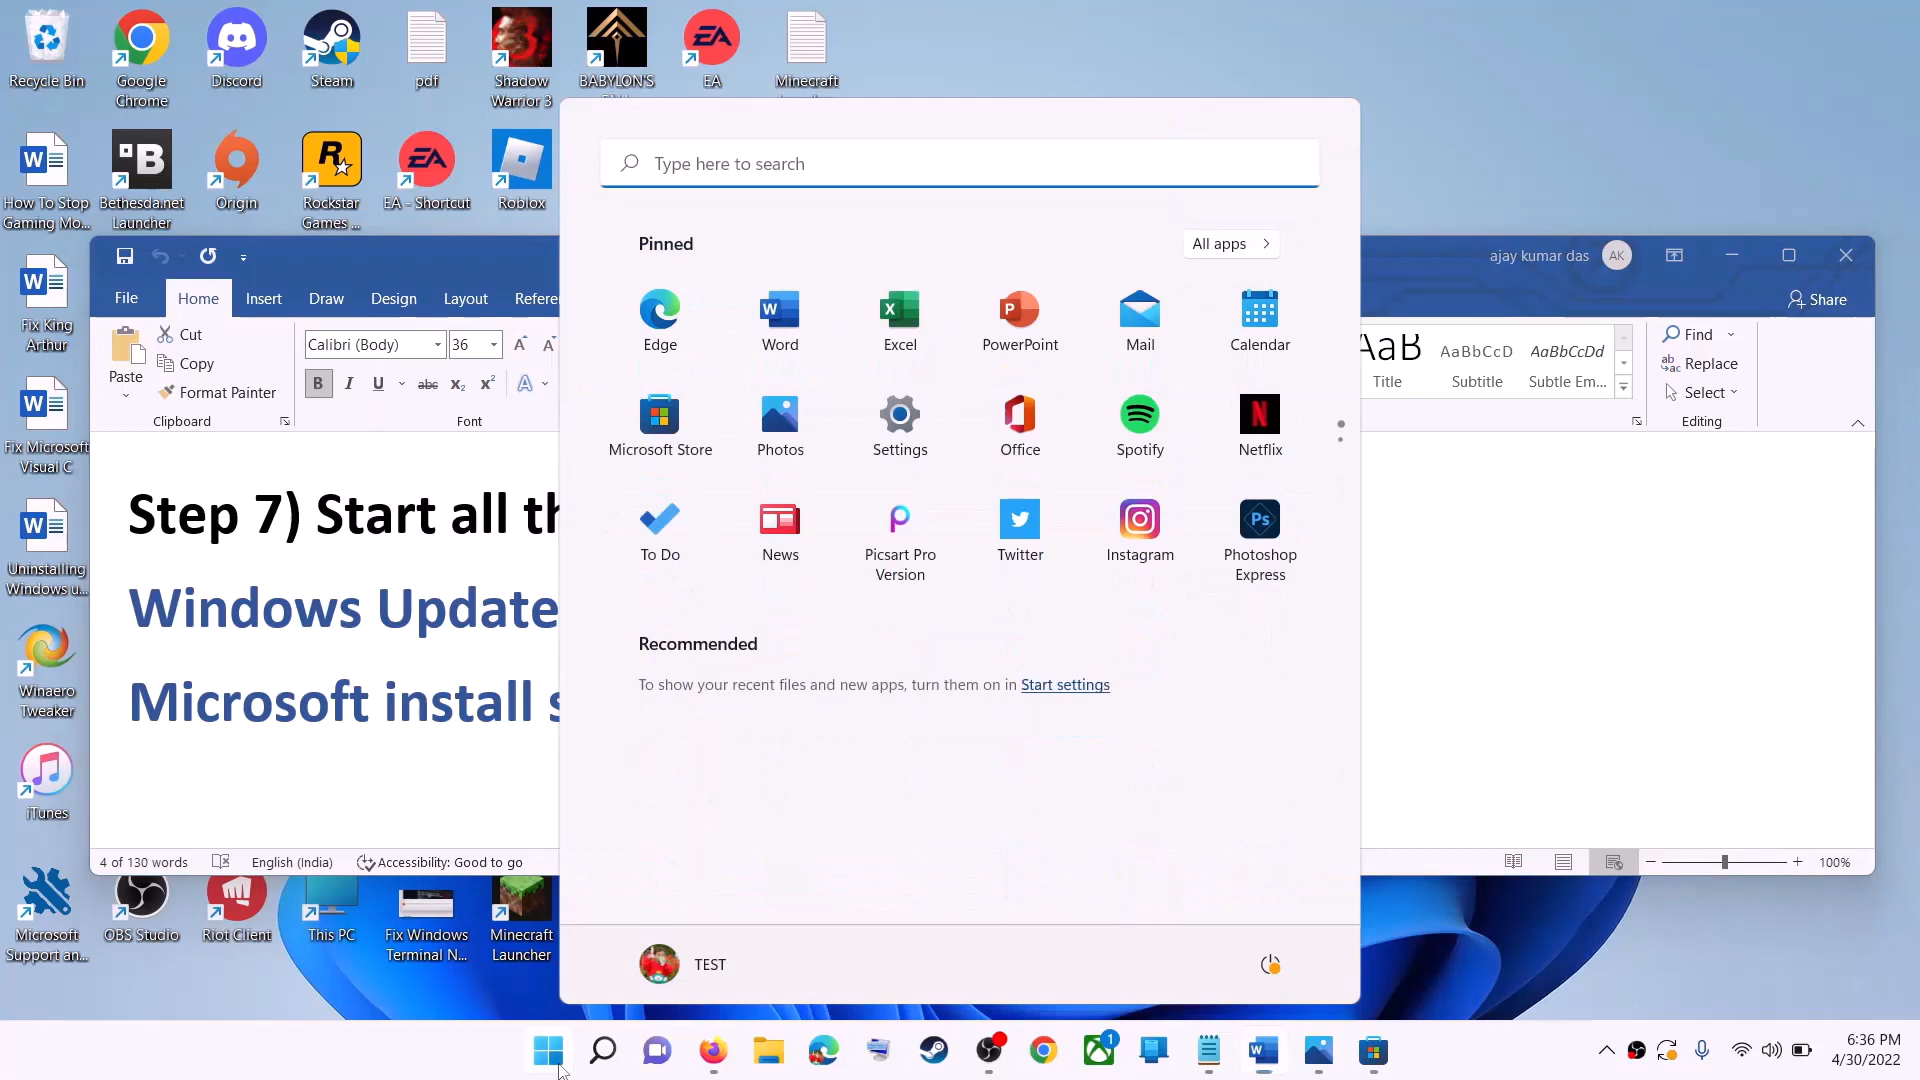 Recycle Bin
Google
Chrome
Discord
Steam
pdf
Shadow
Warrior 3
BABYLON'S
EA
Minecraft
How To Stop
Gaming Mo...
Bethesda.net
Launcher
Origin
Rockstar
Games ...
EA - Shortcut
Roblox
Fix King
Arthur
Fix Microsoft
Visual C
Uninstalling
Windows u...
Winaero
Tweaker
iTunes
Microsoft
Support an...
OBS Studio
Riot Client
This PC
Fix Windows
Terminal N...
Minecraft
Launcher
ajay kumar das
AK
File
Home
Insert
Draw
Design
Layout
Refere
Share
Paste
Cut
Copy
Format Painter
Clipboard
Calibri (Body)
36
Font
AaB
Title
AaBbCcD
Subtitle
AaBbCcDd
Subtle Em...
Find
Replace
Select
Editing
Step 7) Start all th
Windows Update
Microsoft install s
4 of 130 words
English (India)
Accessibility: Good to go
100%
Type here to search
Pinned
All apps
Edge
Word
Excel
PowerPoint
Mail
Calendar
Microsoft Store
Photos
Settings
Office
Spotify
Netflix
To Do
News
Picsart Pro
Version
Twitter
Instagram
Photoshop
Express
Recommended
To show your recent files and new apps, turn them on in Start settings
TEST
1
6:36 PM
4/30/2022